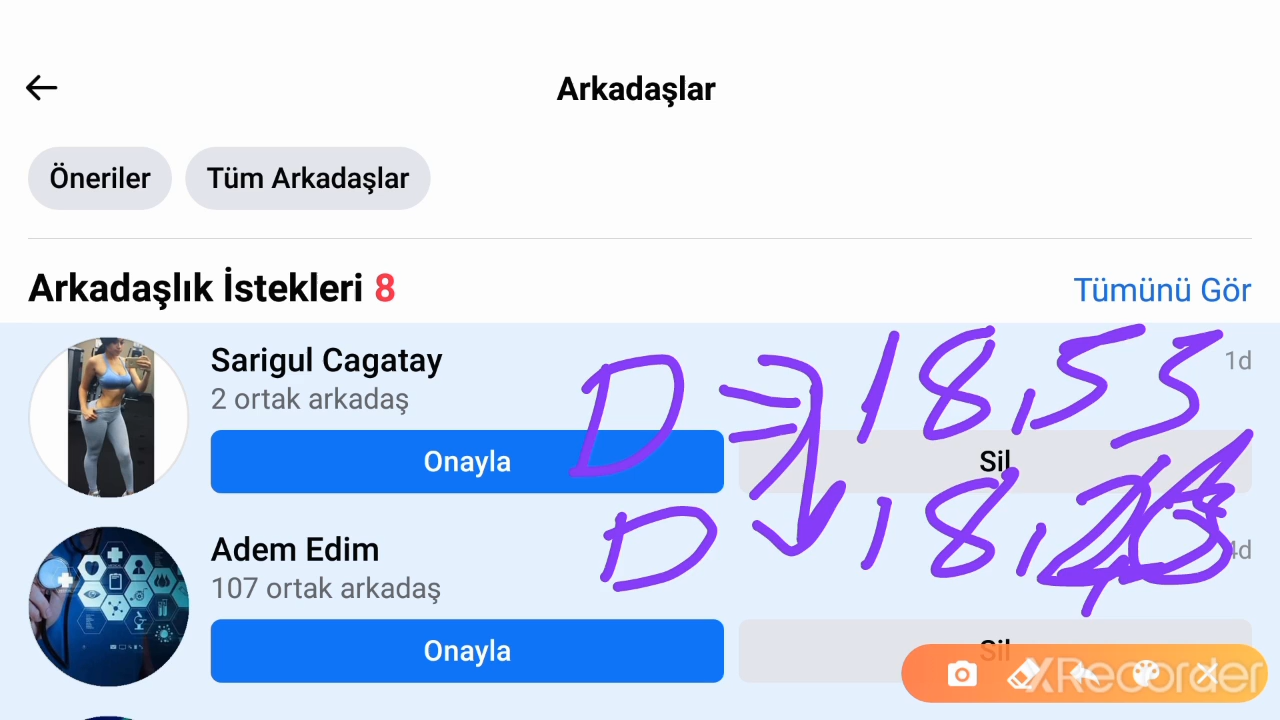 Arkadaşlar
Öneriler Tüm Arkadaşlar
Arkadaşlık İstekleri 8 Tümünü Gör
Sarigul Cagatay 1d
2 ortak arkadaş
D = 18,55
Onayla Sil
D 18,
Adem Edim 4d
107 ortak arkadaş
Onayla Sil
XRecorder